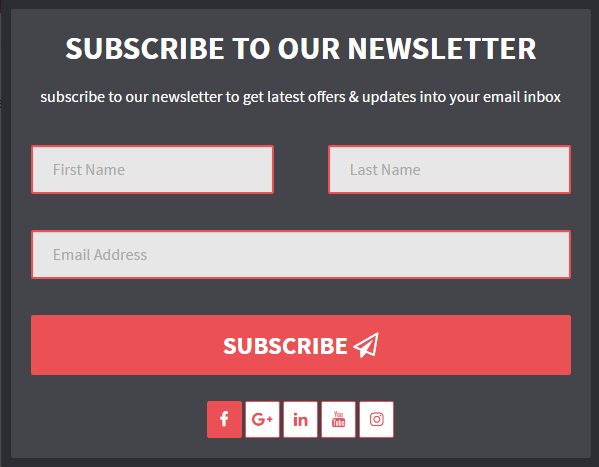 SUBSCRIBE TO OUR NEWSLETTER
subscribe to our newsletter to get latest offers & updates into your email inbox
First Name Last Name
Email Address
SUBSCRIBE
f G+ in You Tube